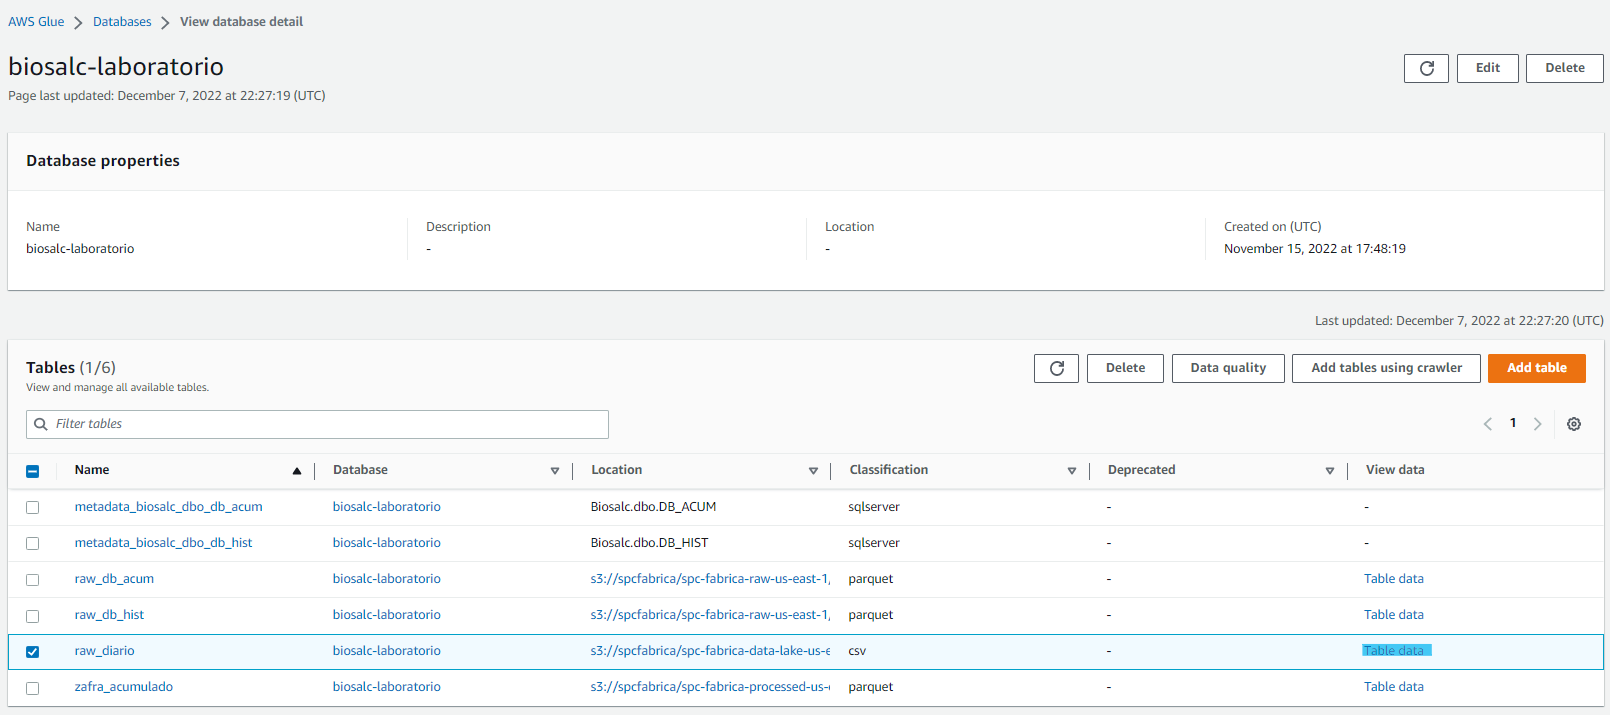 AWS Glue > Databases > View database detail
biosalc-laboratorio
Edit Delete
Page last updated: December 7, 2022 at 22:27:19 (UTC)
Database properties
Name Description Location Created on (UTC)
biosalc-laboratorio - - November 15, 2022 at 17:48:19
Last updated: December 7, 2022 at 22:27:20 (UTC)
Tables (1/6)
Delete Data quality Add tables using crawler Add table
View and manage all available tables.
Filter tables
1
Name Database Location Classification Deprecated View data
metadata_biosalc_dbo_db_acum biosalc-laboratorio Biosalc.dbo.DB_ACUM sqlserver - -
metadata_biosalc_dbo_db_hist biosalc-laboratorio Biosalc.dbo.DB_HIST sqlserver - -
raw_db_acum biosalc-laboratorio s3://spcfabrica/spc-fabrica-raw-us-east-1/ parquet - Table data
raw_db_hist biosalc-laboratorio s3://spcfabrica/spc-fabrica-raw-us-east-1/ parquet - Table data
raw_diario biosalc-laboratorio s3://spcfabrica/spc-fabrica-data-lake-us-e csv - Table data
zafra_acumulado biosalc-laboratorio s3://spcfabrica/spc-fabrica-processed-us- parquet - Table data